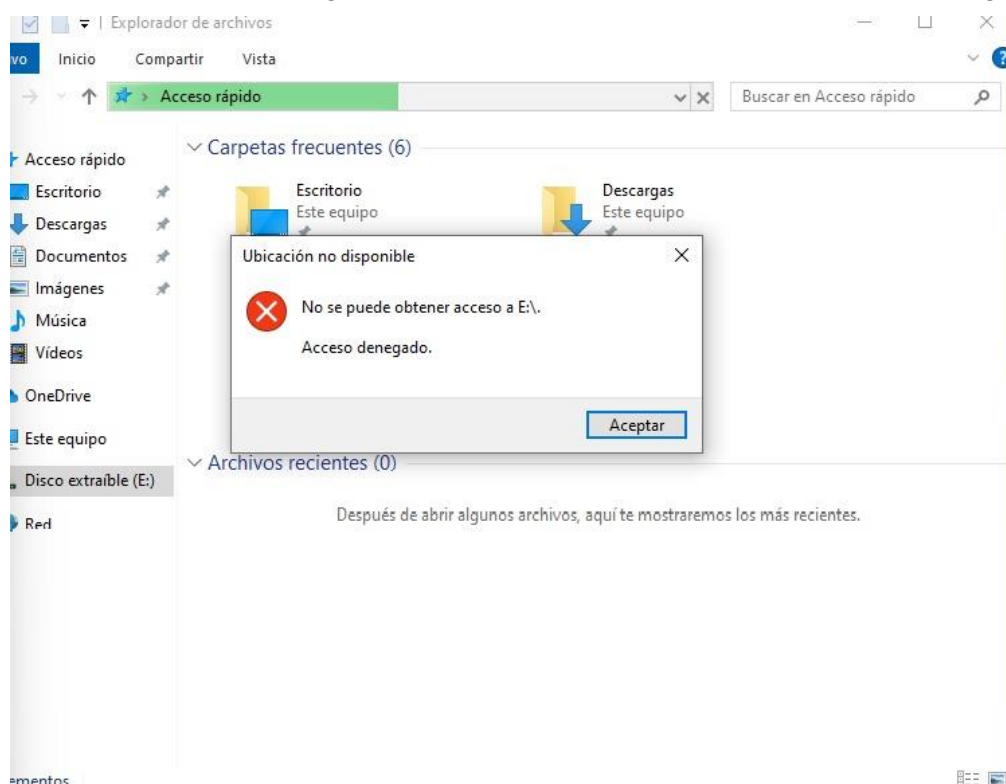 Explorador de archivos
Inicio Compartir Vista
Acceso rápido
Buscar en Acceso rápido
Acceso rápido
Escritorio
Descargas
Documentos
Imágenes
Música
Vídeos
OneDrive
Este equipo
Disco extraíble (E:)
Red
Carpetas frecuentes (6)
Escritorio
Este equipo
Descargas
Este equipo
Ubicación no disponible
No se puede obtener acceso a E:\.
Acceso denegado.
Aceptar
Archivos recientes (0)
Después de abrir algunos archivos, aquí te mostraremos los más recientes.